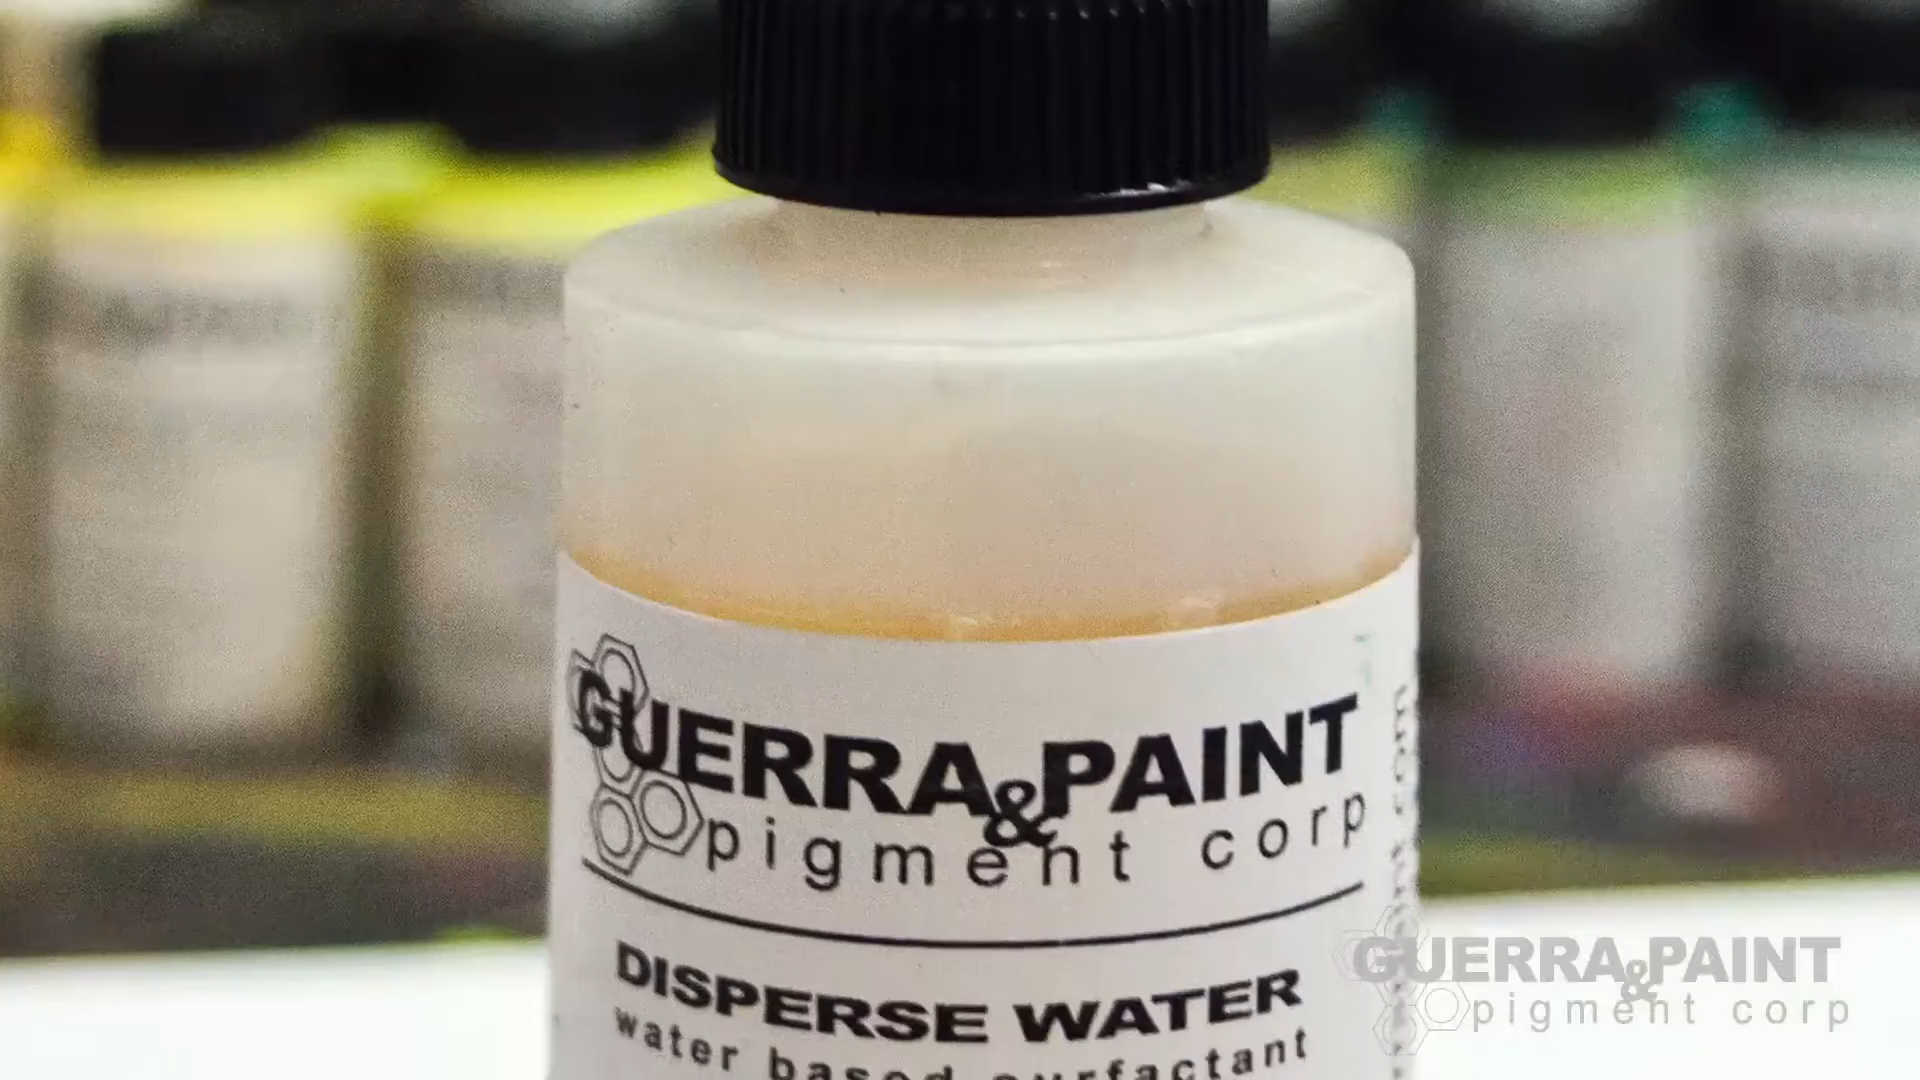 GUERRA & PAINT
pigment corp
DISPERSE WATER
water based surfactant
GUERRA & PAINT
pigment corp